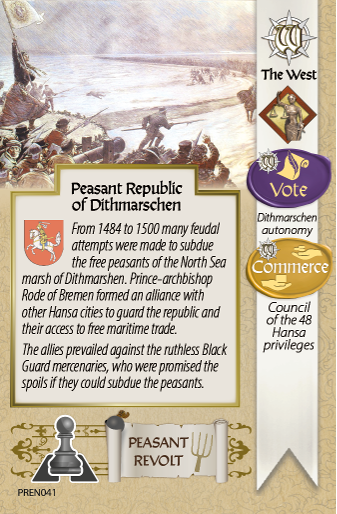 Peasant Republic
of Dithmarschen
From 1484 to 1500 many feudal
attempts were made to subdue
the free peasants of the North Sea
marsh of Dithmarshen. Prince-archbishop
Rode of Bremen formed an alliance with
other Hansa cities to guard the republic and
their access to free maritime trade.
The allies prevailed against the ruthless Black
Guard mercenaries, who were promised the
spoils if they could subdue the peasants.
PEASANT
REVOLT
PREN041
W
The West
W
Vote
Dithmarschen
autonomy
W
Commerce
Council
of the 48
Hansa
privileges